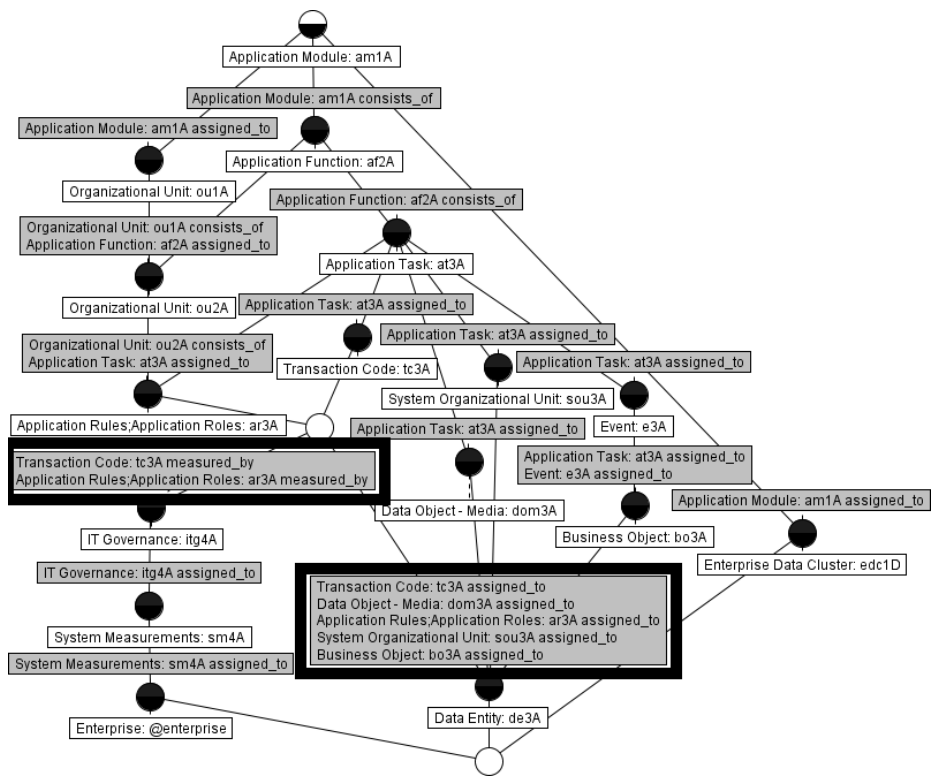 Application Module: am1A
Application Module: am1A consists_of
Application Module: am1A assigned_to
Application Function: af2A
Organizational Unit: ou1A
Application Function: af2A consists_of
Organizational Unit: ou1A consists_of
Application Function: af2A assigned_to
Application Task: at3A
Organizational Unit: ou2A
Application Task: at3A assigned_to
Application Task: at3A assigned_to
Organizational Unit: ou2A consists_of
Application Task: at3A assigned_to
Application Task: at3A assigned_to
Transaction Code: tc3A
System Organizational Unit: sou3A
Application Rules;Application Roles: ar3A
Application Task: at3A assigned_to
Event: e3A
Transaction Code: tc3A measured_by
Application Rules;Application Roles: ar3A measured_by
Application Task: at3A assigned_to
Event: e3A assigned_to
Application Module: am1A assigned_to
Data Object - Media: dom3A
IT Governance: itg4A
Business Object: bo3A
Enterprise Data Cluster: edc1D
IT Governance: itg4A assigned_to
Transaction Code: tc3A assigned_to
Data Object - Media: dom3A assigned_to
Application Rules;Application Roles: ar3A assigned_to
System Organizational Unit: sou3A assigned_to
Business Object: bo3A assigned_to
System Measurements: sm4A
System Measurements: sm4A assigned_to
Data Entity: de3A
Enterprise: @enterprise